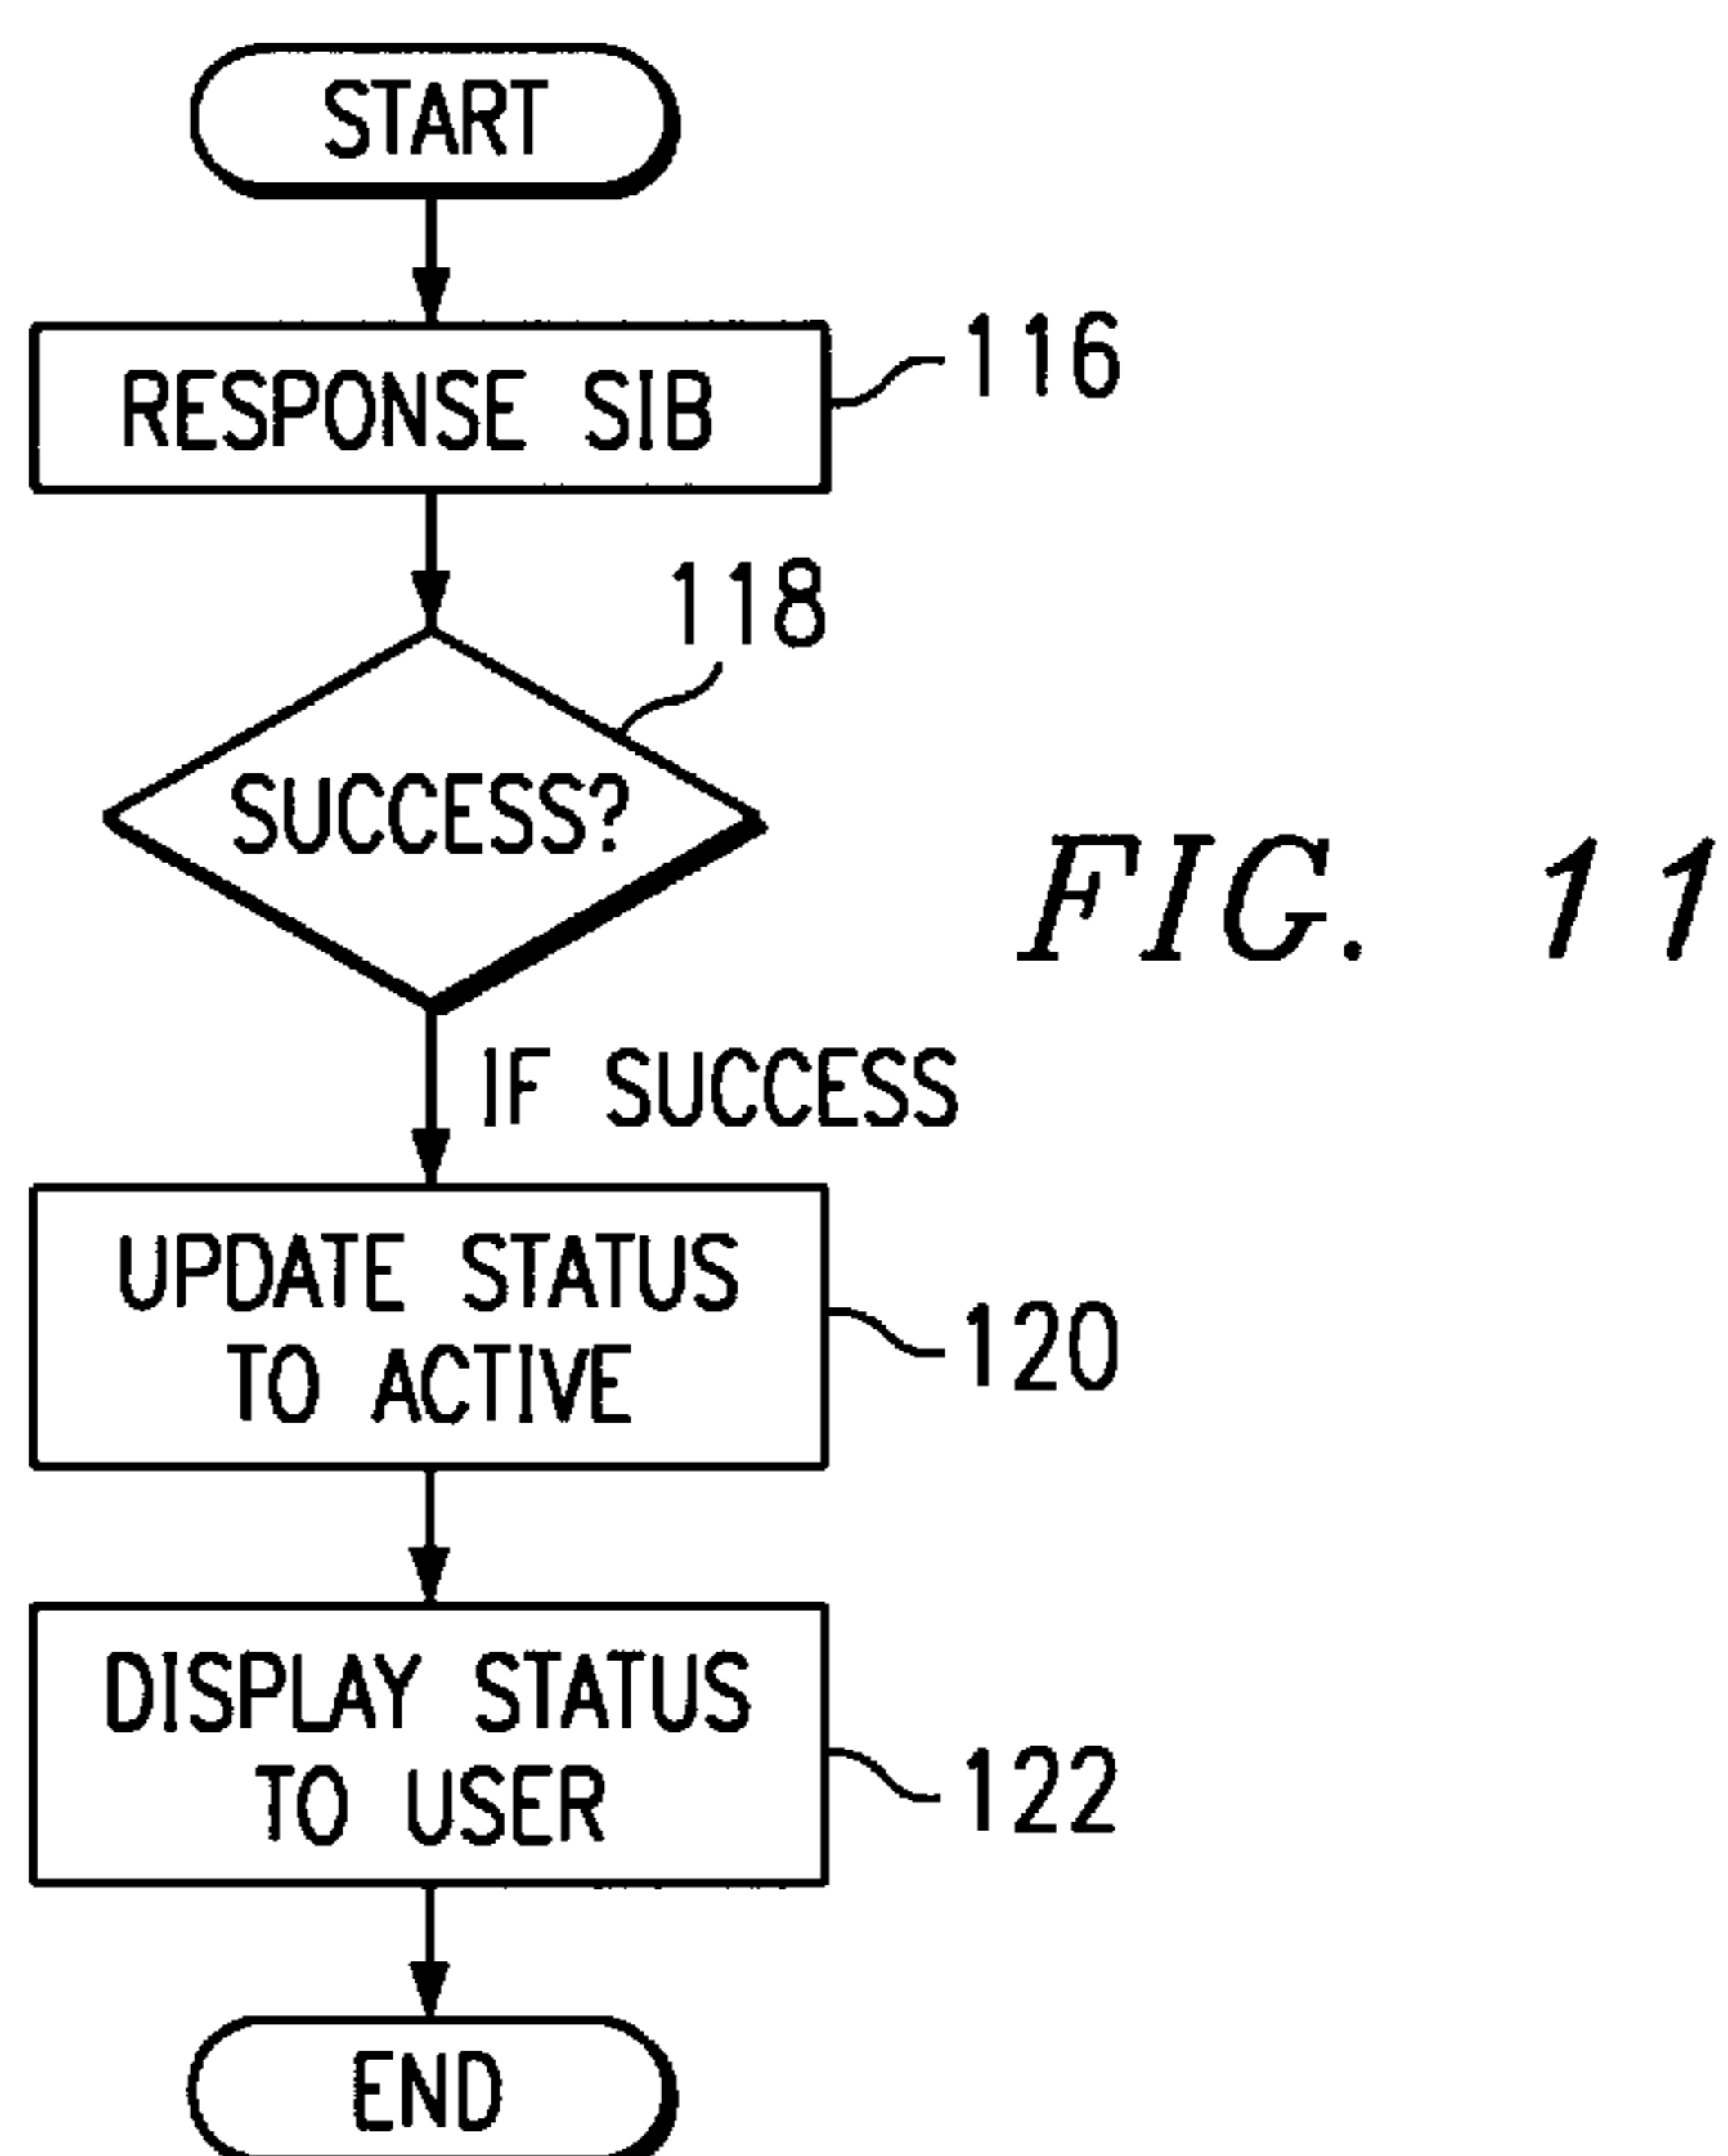 START
RESPONSE SIB
116
118
SUCCESS?
FIG. 11
IF SUCCESS
UPDATE STATUS
TO ACTIVE
120
DISPLAY STATUS
TO USER
122
END